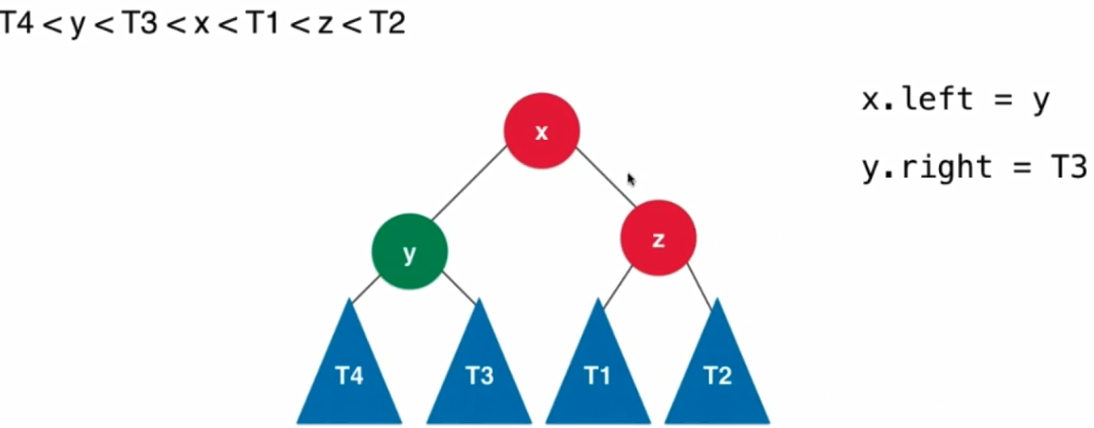 T4 < y < T3 < x < T1 < z < T2
x.left = y
x
y.right = T3
z
y
T4 T3 T1 T2